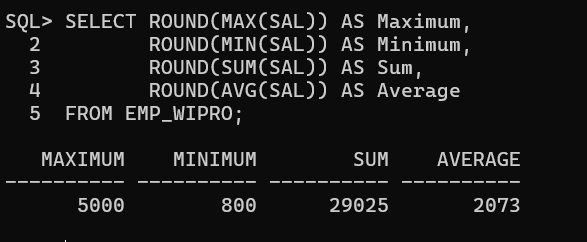 SQL> SELECT ROUND(MAX(SAL)) AS Maximum,
  2         ROUND(MIN(SAL)) AS Minimum,
  3         ROUND(SUM(SAL)) AS Sum,
  4         ROUND(AVG(SAL)) AS Average
  5  FROM EMP_WIPRO;
   MAXIMUM    MINIMUM        SUM    AVERAGE
---------- ---------- ---------- ----------
      5000        800      29025       2073